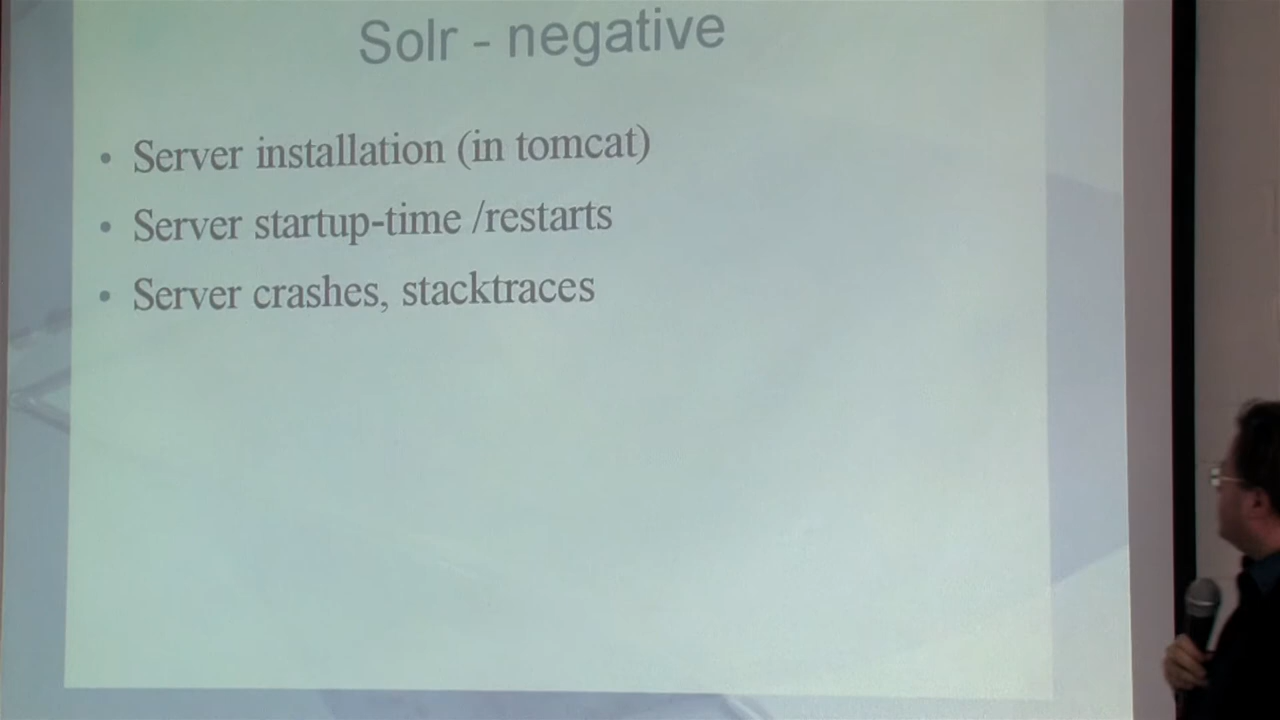 Solr - negative
• Server installation (in tomcat)
• Server startup-time /restarts
• Server crashes, stacktraces